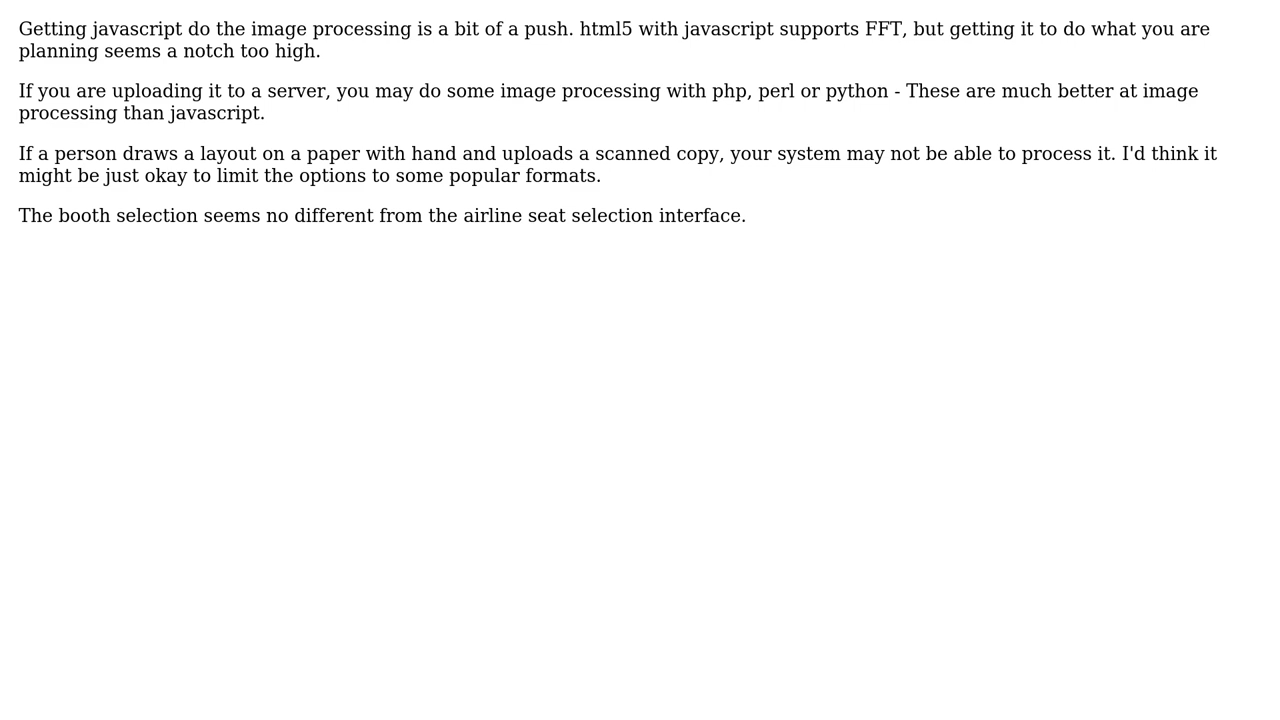 Getting javascript do the image processing is a bit of a push. html5 with javascript supports FFT, but getting it to do what you are
planning seems a notch too high.
If you are uploading it to a server, you may do some image processing with php, perl or python - These are much better at image
processing than javascript.
If a person draws a layout on a paper with hand and uploads a scanned copy, your system may not be able to process it. I'd think it
might be just okay to limit the options to some popular formats.
The booth selection seems no different from the airline seat selection interface.